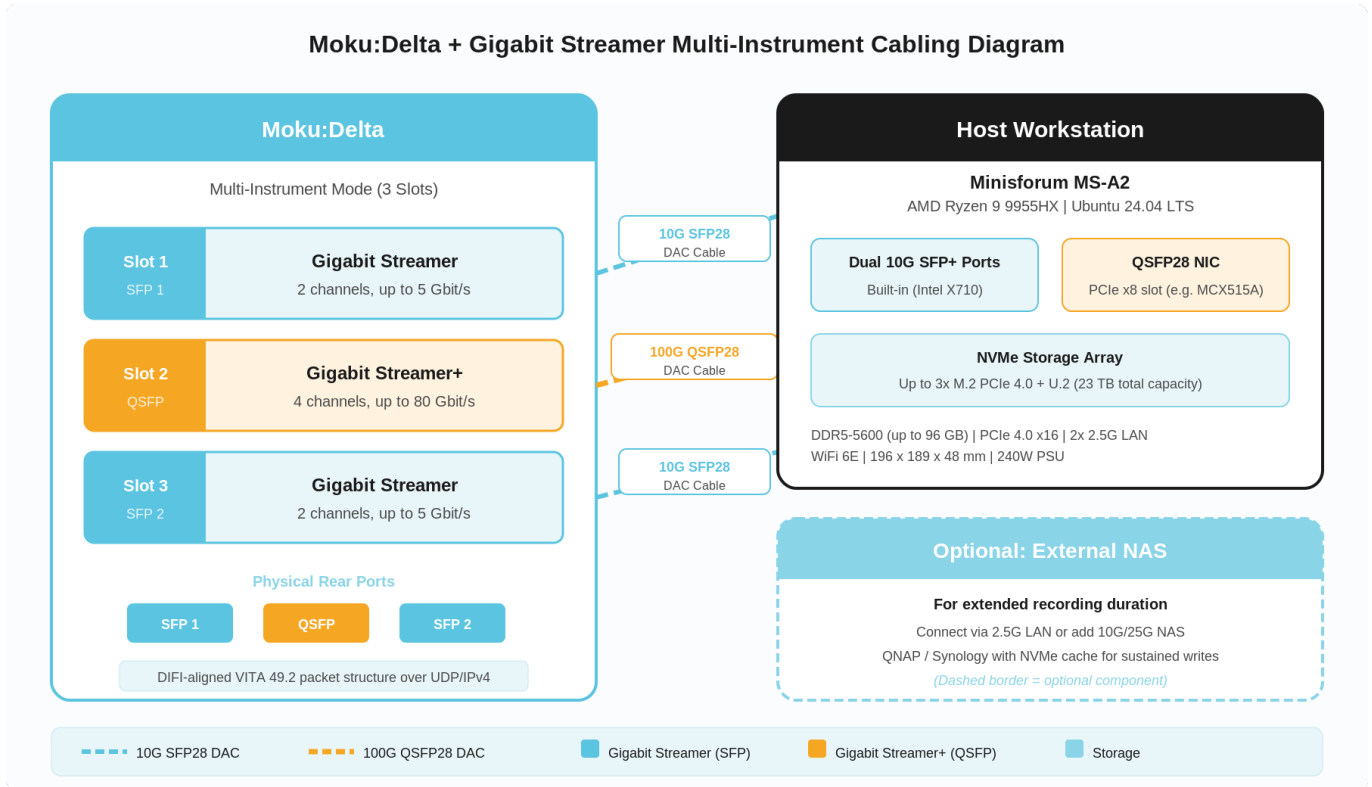 Moku:Delta + Gigabit Streamer Multi-Instrument Cabling Diagram
Moku:Delta
Multi-Instrument Mode (3 Slots)
Slot 1
SFP 1
Gigabit Streamer
2 channels, up to 5 Gbit/s
Slot 2
QSFP
Gigabit Streamer+
4 channels, up to 80 Gbit/s
Slot 3
SFP 2
Gigabit Streamer
2 channels, up to 5 Gbit/s
Physical Rear Ports
SFP 1
QSFP
SFP 2
DIFI-aligned VITA 49.2 packet structure over UDP/IPv4
10G SFP28
DAC Cable
100G QSFP28
DAC Cable
10G SFP28
DAC Cable
Host Workstation
Minisforum MS-A2
AMD Ryzen 9 9955HX | Ubuntu 24.04 LTS
Dual 10G SFP+ Ports
Built-in (Intel X710)
QSFP28 NIC
PCIe x8 slot (e.g. MCX515A)
NVMe Storage Array
Up to 3x M.2 PCIe 4.0 + U.2 (23 TB total capacity)
DDR5-5600 (up to 96 GB) | PCIe 4.0 x16 | 2x 2.5G LAN
WiFi 6E | 196 x 189 x 48 mm | 240W PSU
Optional: External NAS
For extended recording duration
Connect via 2.5G LAN or add 10G/25G NAS
QNAP / Synology with NVMe cache for sustained writes
(Dashed border = optional component)
10G SFP28 DAC
100G QSFP28 DAC
Gigabit Streamer (SFP)
Gigabit Streamer+ (QSFP)
Storage